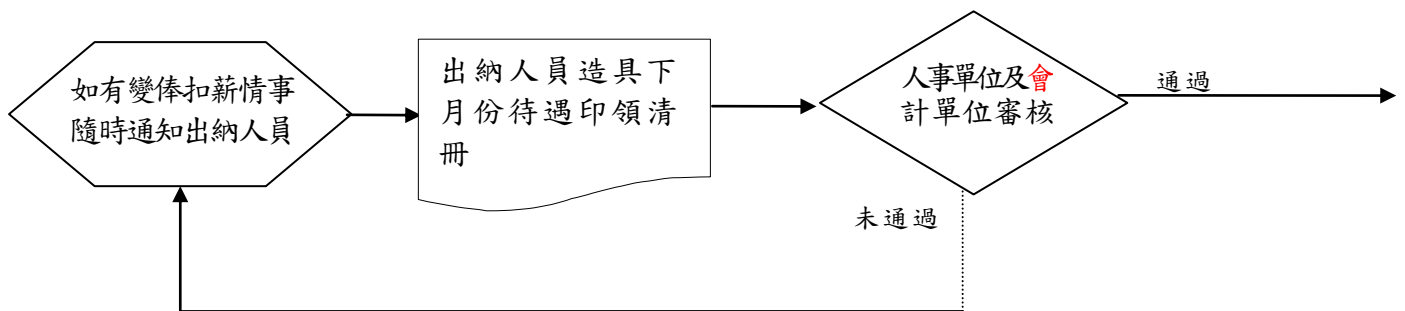 如有變俸扣薪情事
隨時通知出納人員
出納人員造具下
月份待遇印領清
冊
人事單位及會
計單位審核
通過
未通過